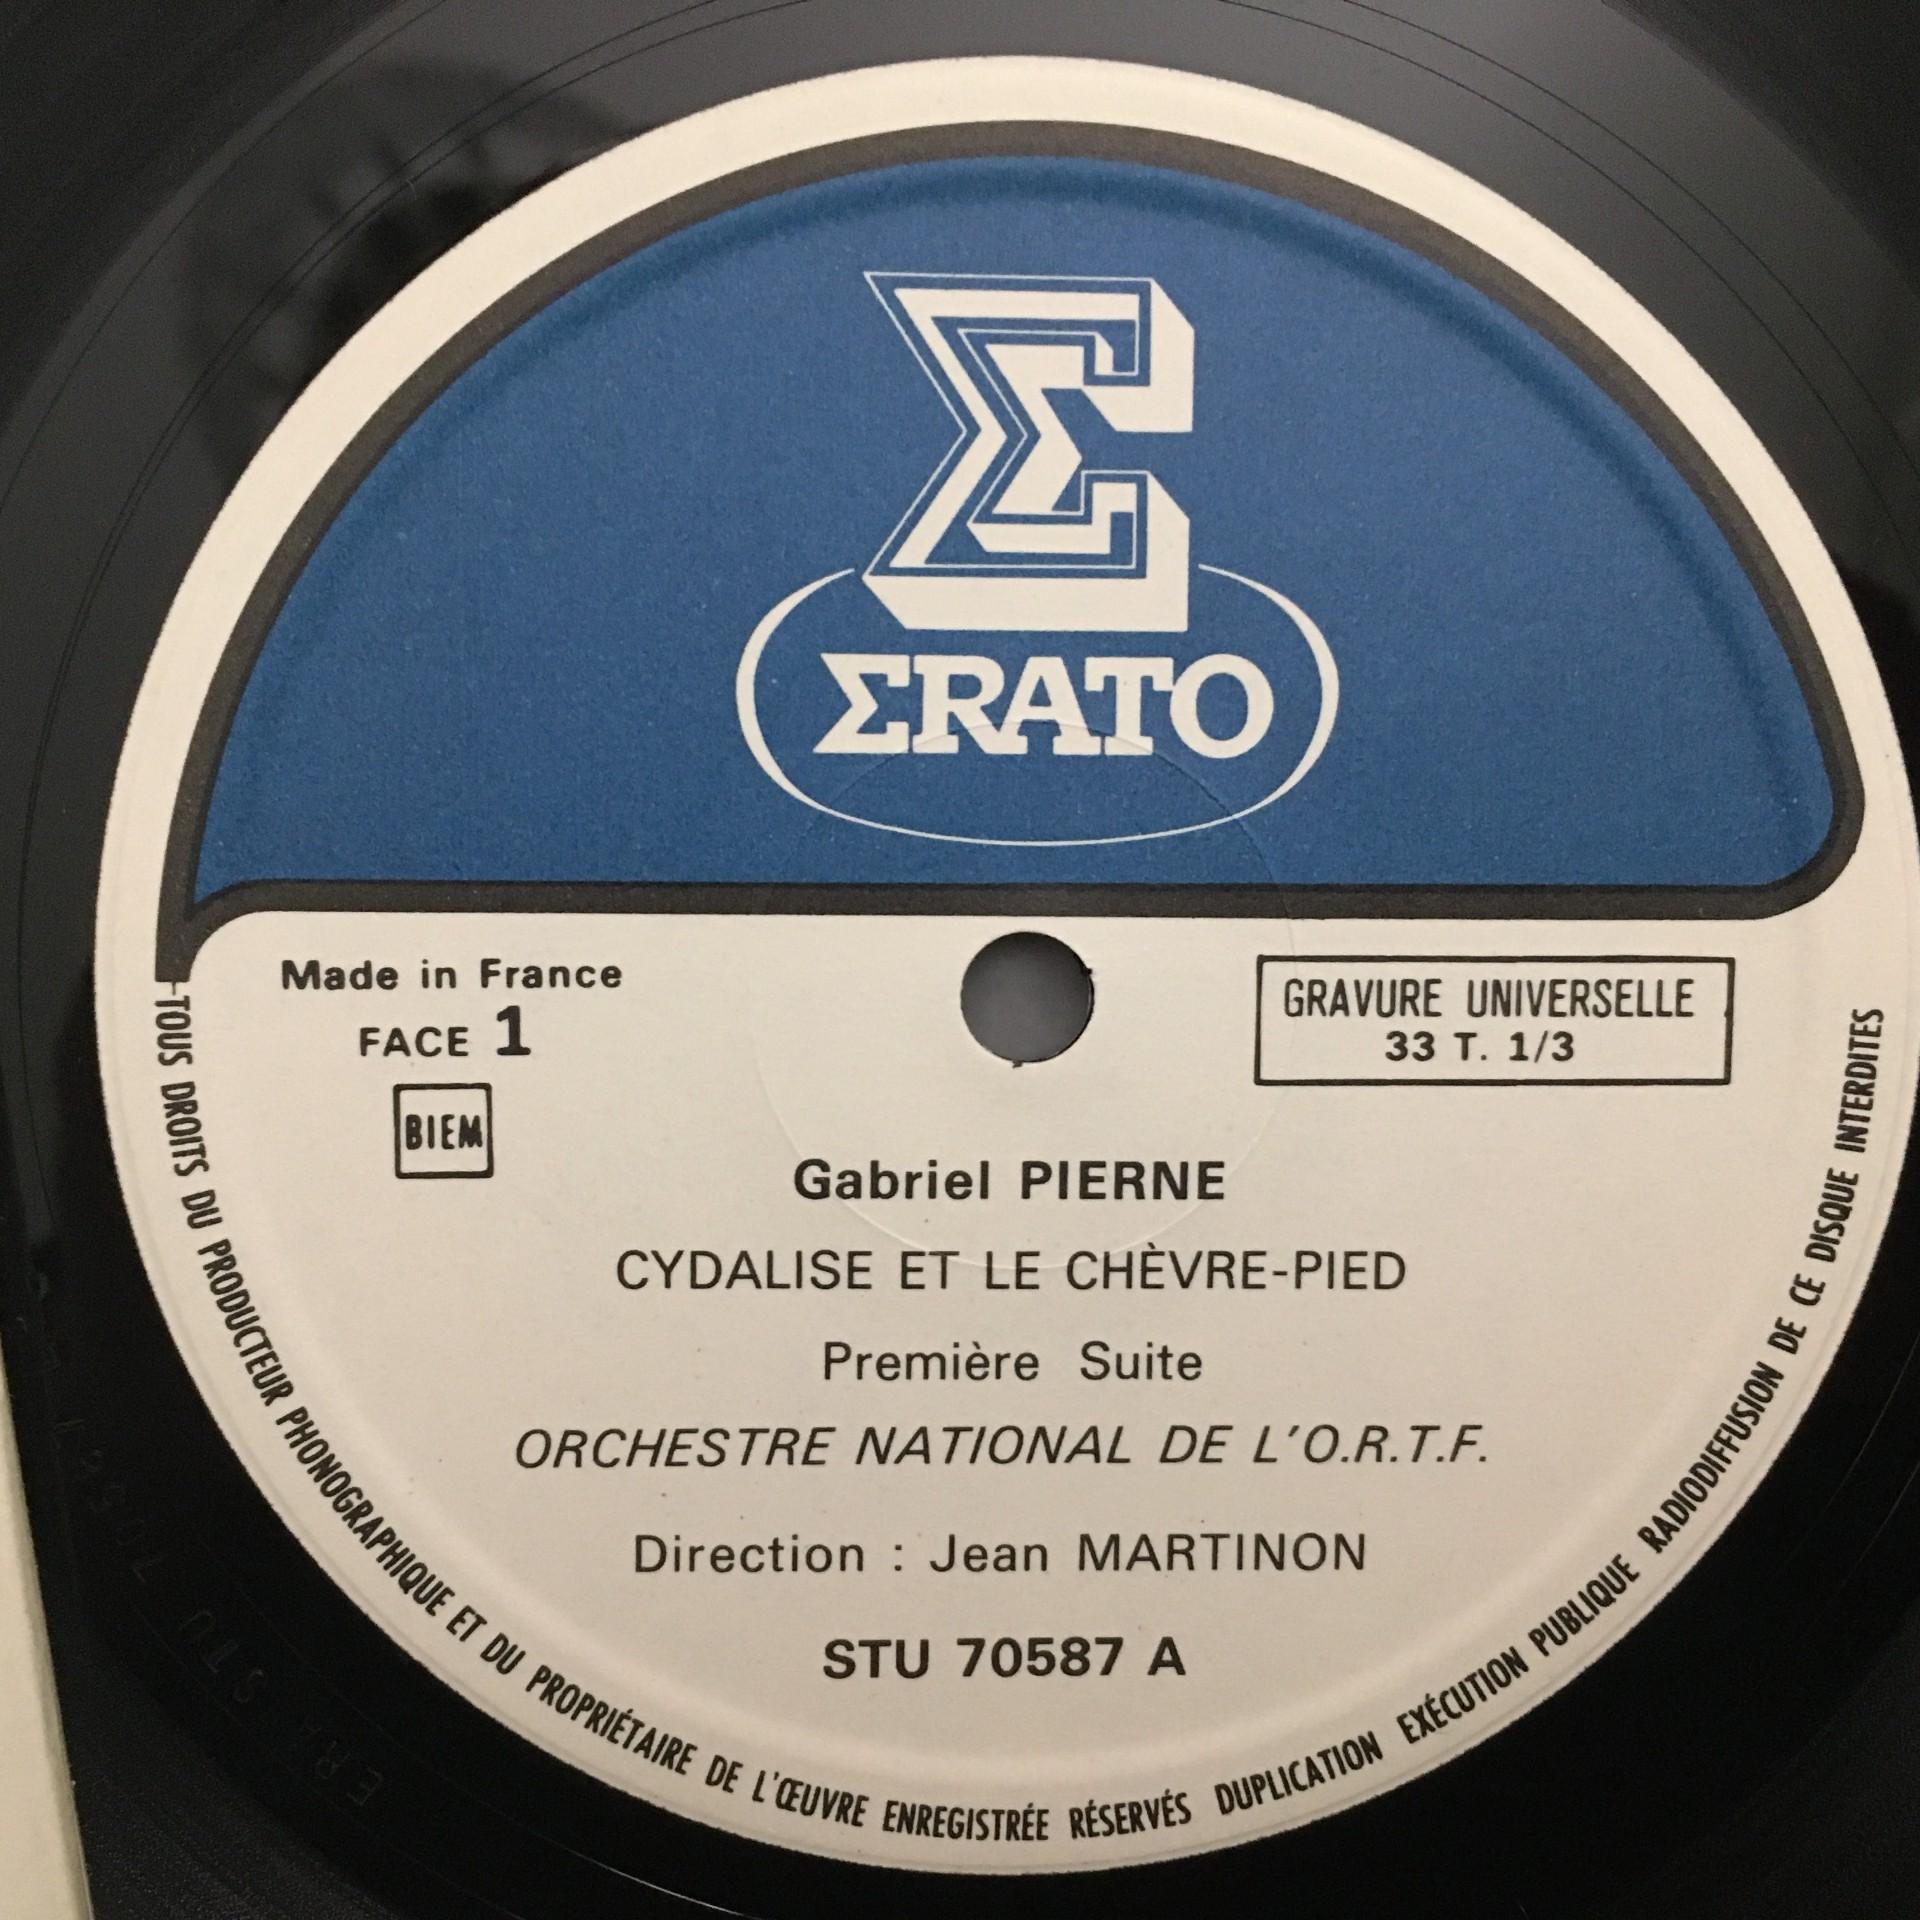 Σ
ΣRATO
Made in France
FACE 1
BIEM
GRAVURE UNIVERSELLE
33 T. 1/3
Gabriel PIERNE
CYDALISE ET LE CHÈVRE-PIED
Première Suite
ORCHESTRE NATIONAL DE L'O.R.T.F.
Direction : Jean MARTINON
STU 70587 A
TOUS DROITS DU PRODUCTEUR PHONOGRAPHIQUE ET DU PROPRIÉTAIRE DE L'ŒUVRE ENREGISTRÉE RÉSERVÉS DUPLICATION EXÉCUTION PUBLIQUE RADIODIFFUSION DE CE DISQUE INTERDITES